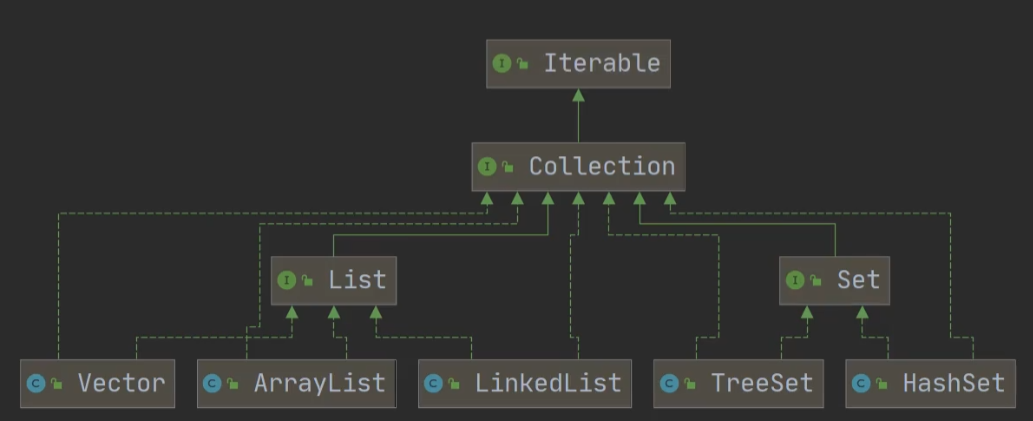 I Iterable
I Collection
I List
I Set
C Vector
C ArrayList
C LinkedList
C TreeSet
C HashSet